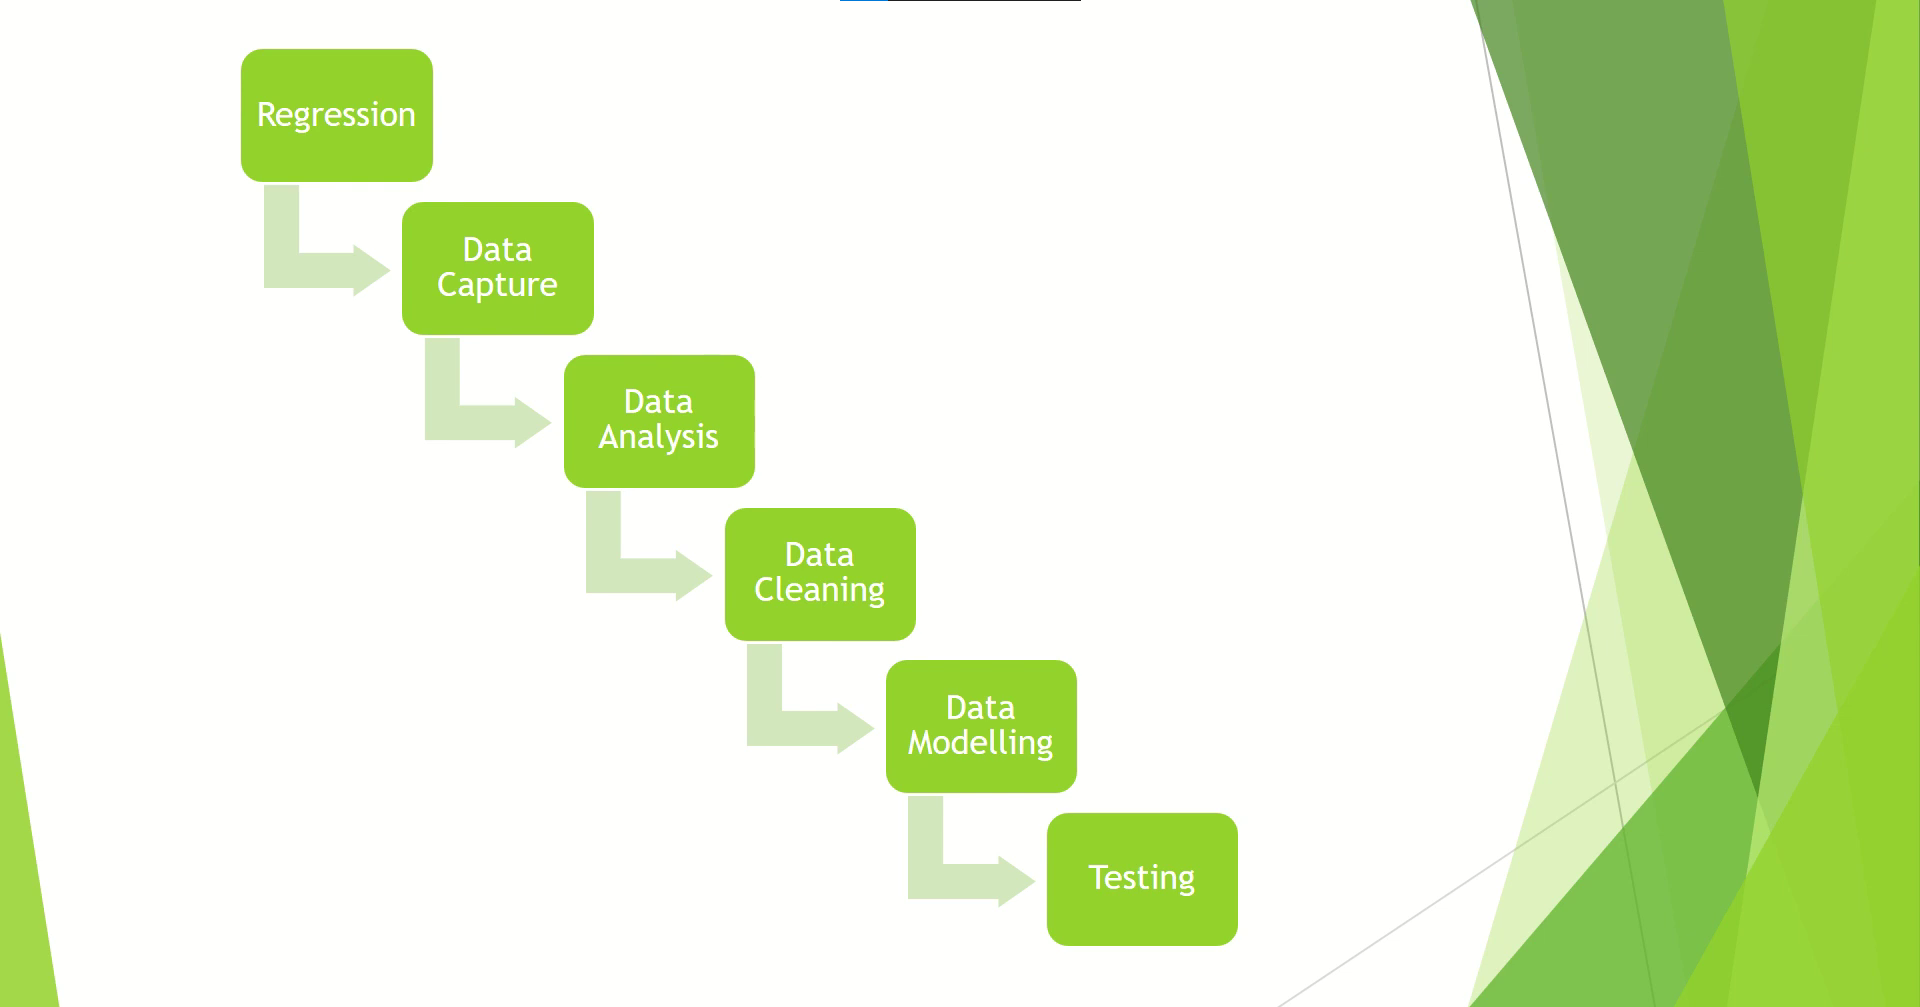 Regression
Data
Capture
Data
Analysis
Data
Cleaning
Data
Modelling
Testing